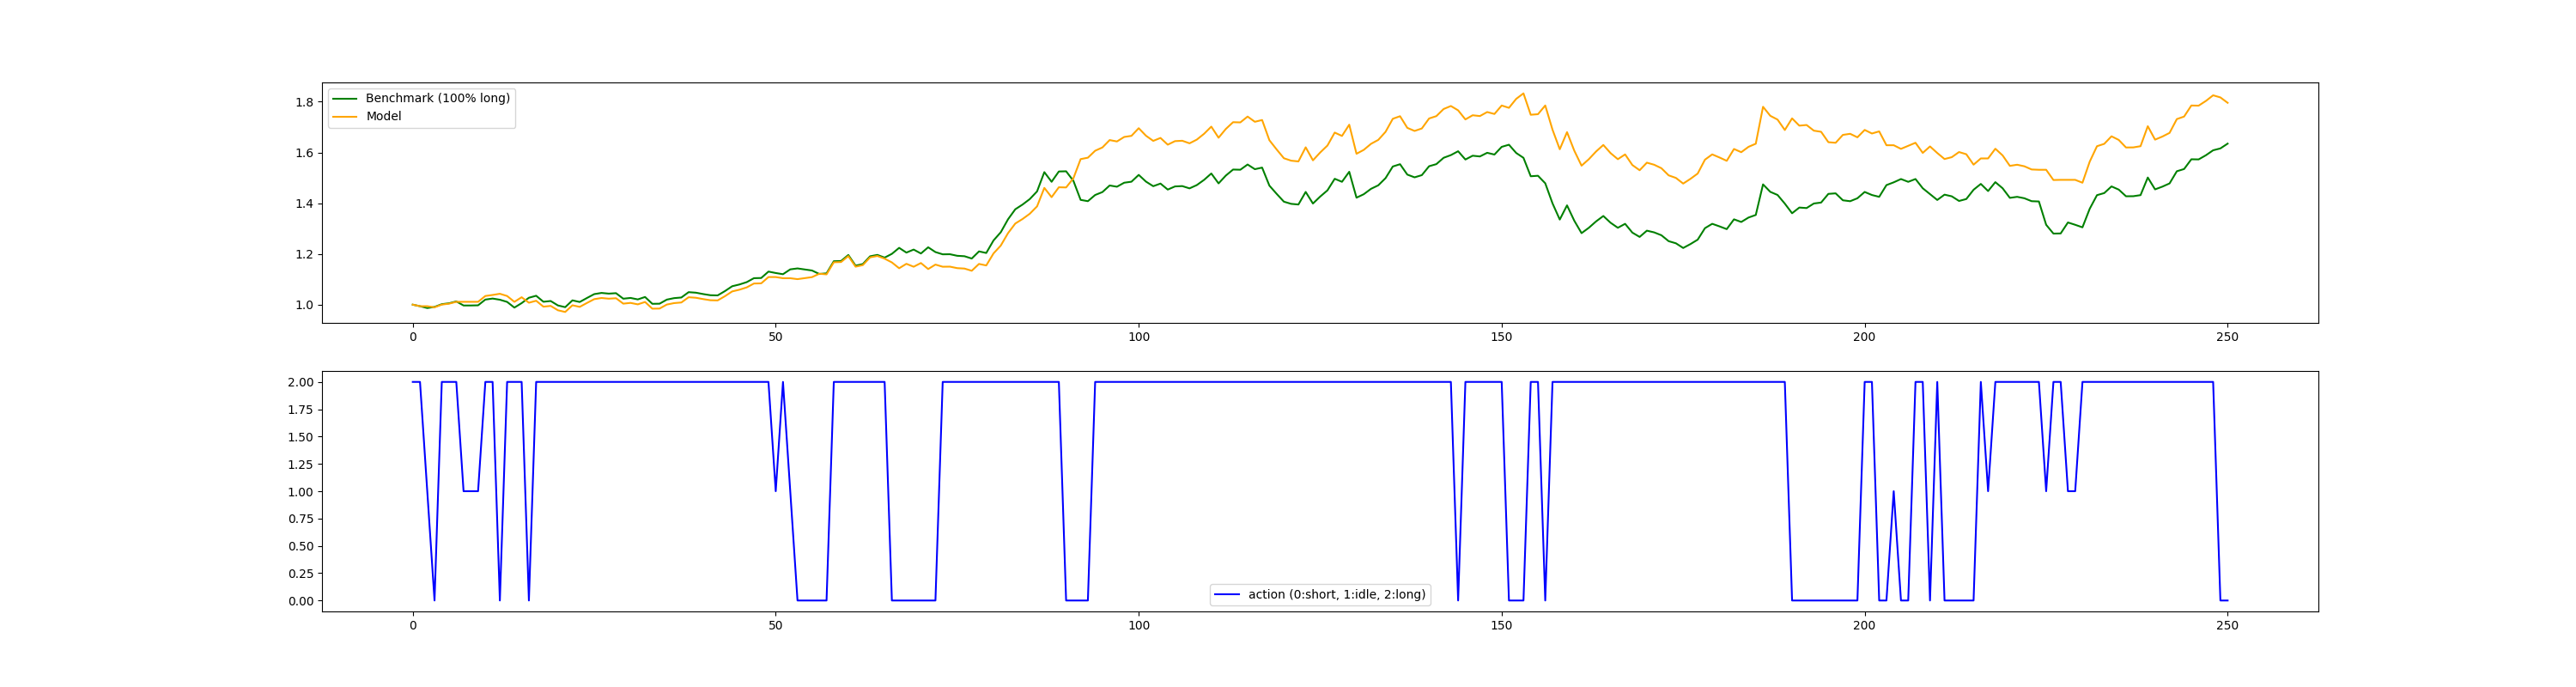 Benchmark (100% long)
Model
1.8
1.6
1.4
1.2
1.0
0 50 100 150 200 250
2.00
1.75
1.50
1.25
1.00
0.75
0.50
0.25
0.00
action (0:short, 1:idle, 2:long)
0 50 100 150 200 250